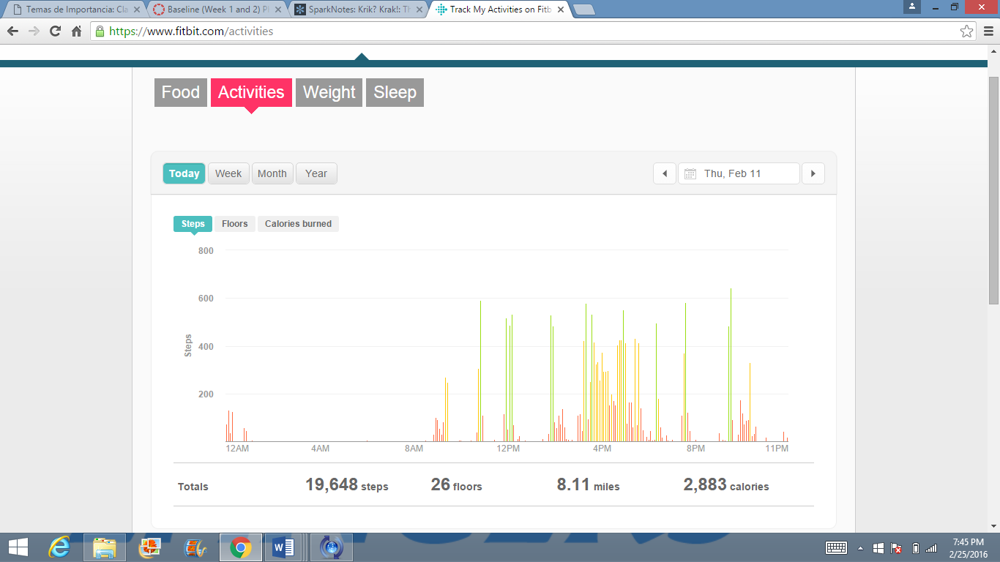 Temas de Importancia: Cla
Baseline (Week 1 and 2) Pl
SparkNotes: Krik? Krak!: Th
Track My Activities on Fitb
https://www.fitbit.com/activities
Food Activities Weight Sleep
Today Week Month Year
Thu, Feb 11
Steps Floors Calories burned
800
600
400
200
Steps
12AM 4AM 8AM 12PM 4PM 8PM 11PM
Totals 19,648 steps 26 floors 8.11 miles 2,883 calories
7:45 PM
2/25/2016